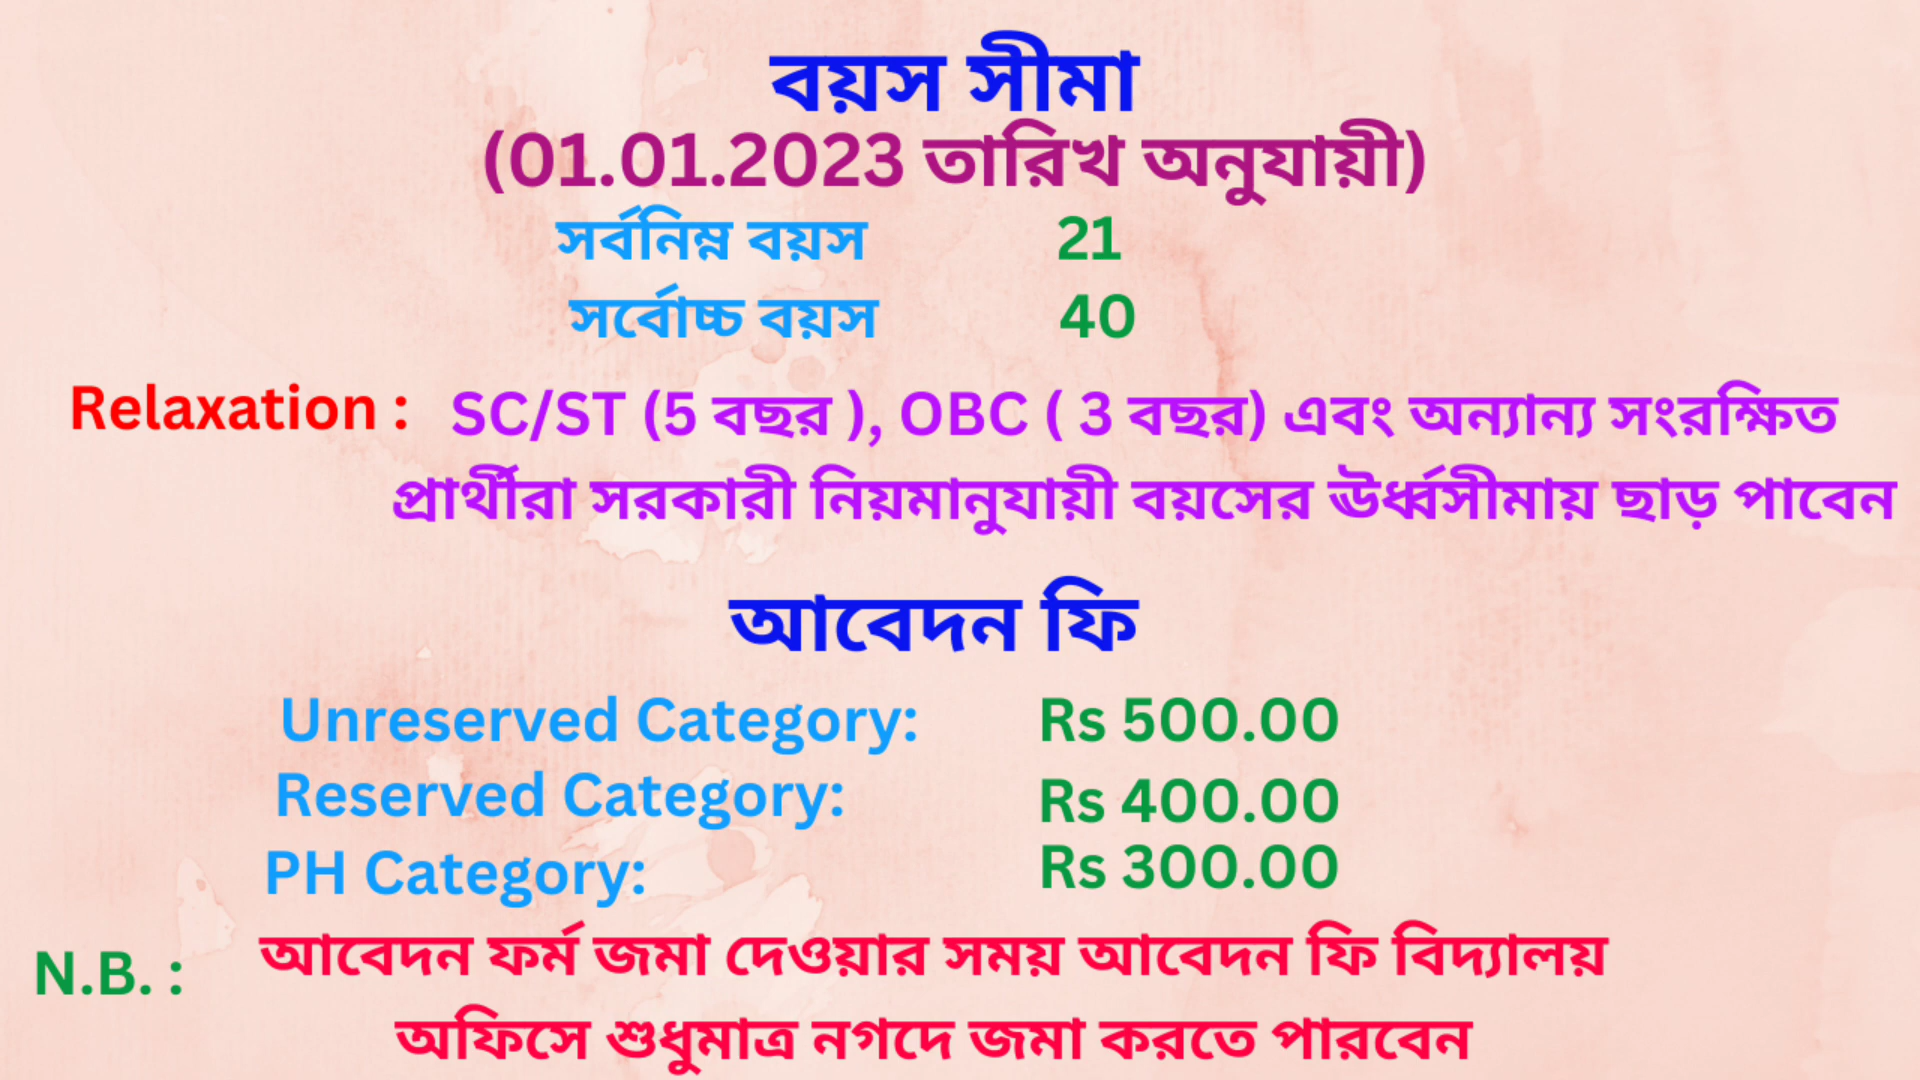 বয়স সীমা
(01.01.2023 তারিখ অনুযায়ী)
সর্বনিম্ন বয়স 21
সর্বোচ্চ বয়স 40
Relaxation : SC/ST (5 বছর ), OBC ( 3 বছর) এবং অন্যান্য সংরক্ষিত
প্রার্থীরা সরকারী নিয়মানুযায়ী বয়সের ঊর্ধ্বসীমায় ছাড় পাবেন
আবেদন ফি
Unreserved Category: Rs 500.00
Reserved Category: Rs 400.00
PH Category: Rs 300.00
N.B. : আবেদন ফর্ম জমা দেওয়ার সময় আবেদন ফি বিদ্যালয়
অফিসে শুধুমাত্র নগদে জমা করতে পারবেন